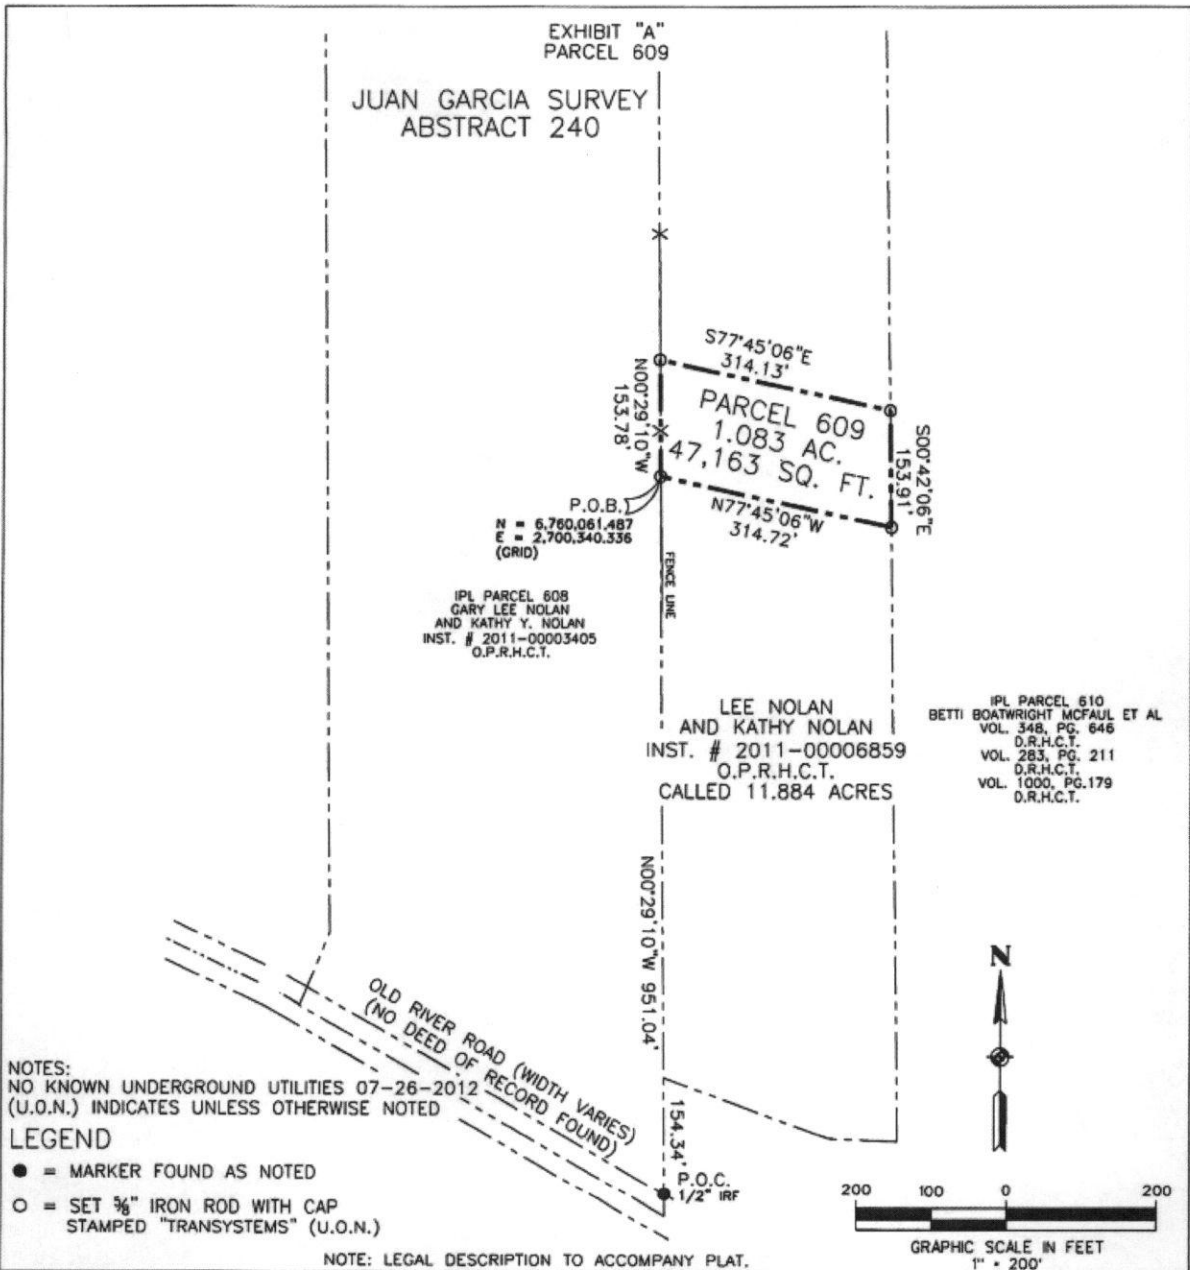 EXHIBIT "A"
PARCEL 609
JUAN GARCIA SURVEY
ABSTRACT 240
S77°45'06"E
314.13'
N00°29'10"W
153.78'
PARCEL 609
1.083 AC.
47,163 SQ. FT.
S00°42'06"E
153.91'
N77°45'06"W
314.72'
P.O.B.
N = 6,760,061.487
E = 2,700,340.336
(GRID)
FENCE LINE
IPL PARCEL 608
GARY LEE NOLAN
AND KATHY Y. NOLAN
INST. # 2011-00003405
O.P.R.H.C.T.
LEE NOLAN
AND KATHY NOLAN
INST. # 2011-00006859
O.P.R.H.C.T.
CALLED 11.884 ACRES
IPL PARCEL 610
BETTI BOATWRIGHT MCFAUL ET AL
VOL. 348, PG. 646
D.R.H.C.T.
VOL. 283, PG. 211
D.R.H.C.T.
VOL. 1000, PG.179
D.R.H.C.T.
N00°29'10"W 951.04'
OLD RIVER ROAD (WIDTH VARIES)
(NO DEED OF RECORD FOUND)
154.34'
P.O.C.
1/2" IRF
N
NOTES:
NO KNOWN UNDERGROUND UTILITIES 07-26-2012
(U.O.N.) INDICATES UNLESS OTHERWISE NOTED
LEGEND
● = MARKER FOUND AS NOTED
○ = SET 5/8" IRON ROD WITH CAP
STAMPED "TRANSYSTEMS" (U.O.N.)
200 100 0 200
GRAPHIC SCALE IN FEET
1" = 200'
NOTE: LEGAL DESCRIPTION TO ACCOMPANY PLAT.